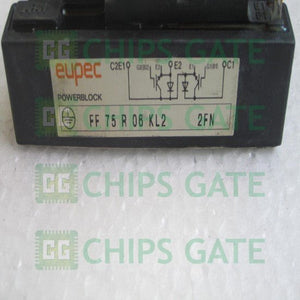 CHIPS GATE
eupec
C2E1 E2 C1
POWERBLOCK
FF 75 R 06 KL2 2FN
CHIPS GATE
CHIPS GATE